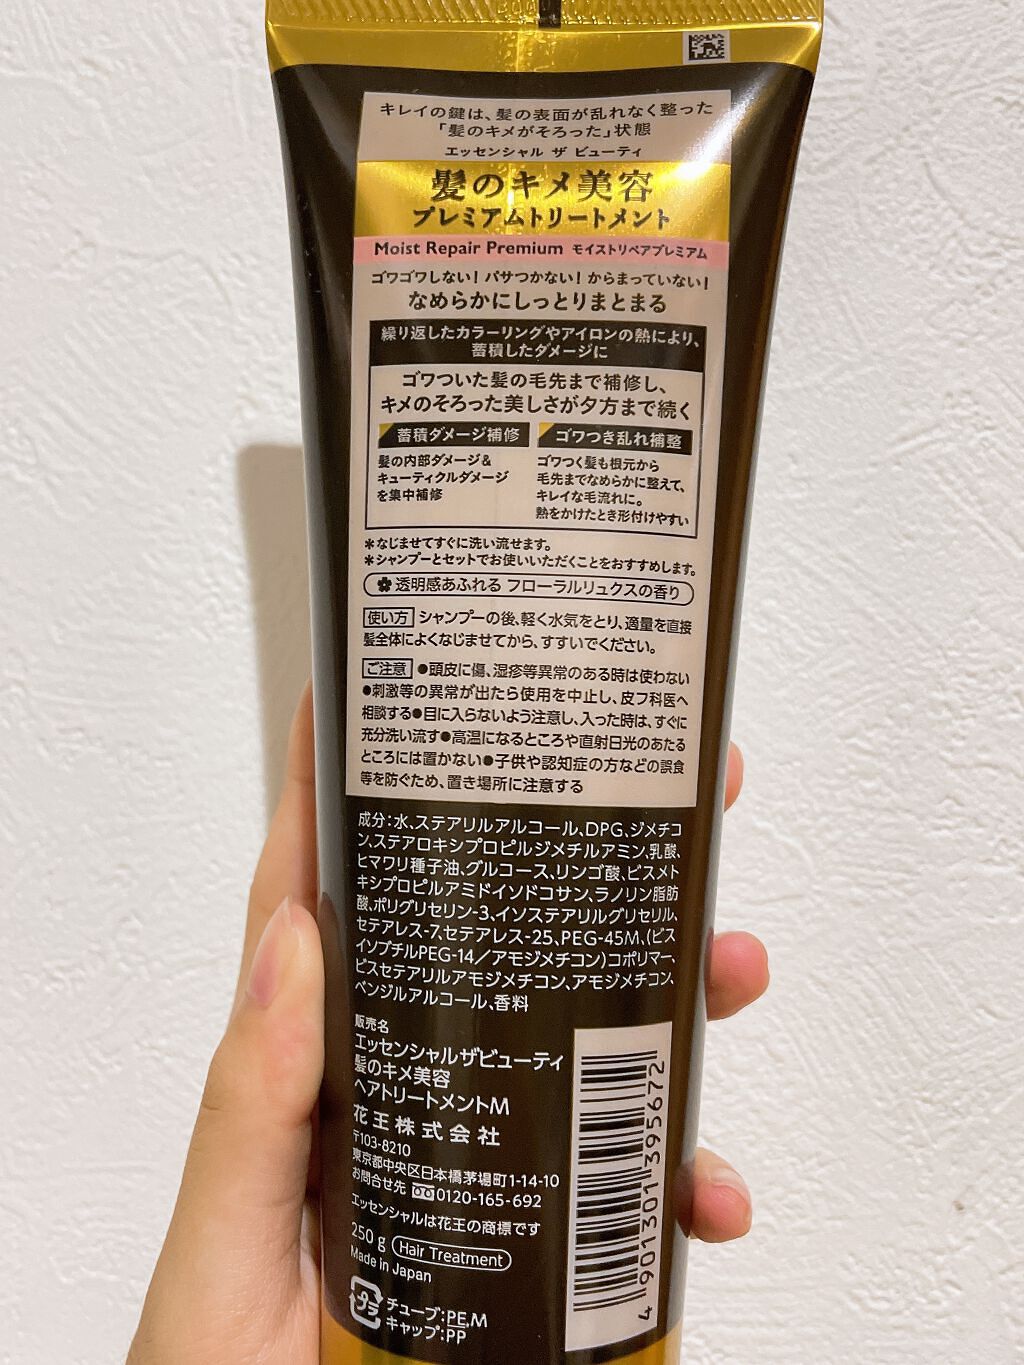 キレイの鍵は、髪の表面が乱れなく整った
「髪のキメがそろった」状態
エッセンシャル ザ ビューティ
髪のキメ美容
プレミアムトリートメント
Moist Repair Premium モイストリペアプレミアム
ゴワゴワしない! パサつかない! からまっていない!
なめらかにしっとりまとまる
繰り返したカラーリングやアイロンの熱により、
蓄積したダメージに
ゴワついた髪の毛先まで補修し、
キメのそろった美しさが夕方まで続く
蓄積ダメージ補修
髪の内部ダメージ&
キューティクルダメージ
を集中補修
ゴワつき乱れ補整
ゴワつく髪も根元から
毛先までなめらかに整えて、
キレイな毛流れに。
熱をかけたとき形付けやすい
*なじませてすぐに洗い流せます。
*シャンプーとセットでお使いいただくことをおすすめします。
透明感あふれる フローラルリュクスの香り
使い方 シャンプーの後、軽く水気をとり、適量を直接
髪全体によくなじませてから、すすいでください。
ご注意 ●頭皮に傷、湿疹等異常のある時は使わない
●刺激等の異常が出たら使用を中止し、皮フ科医へ
相談する●目に入らないよう注意し、入った時は、すぐに
充分洗い流す●高温になるところや直射日光のあたる
ところには置かない●子供や認知症の方などの誤食
等を防ぐため、置き場所に注意する
成分:水、ステアリルアルコール、DPG、ジメチコ
ン、ステアロキシプロピルジメチルアミン、乳酸、
ヒマワリ種子油、グルコース、リンゴ酸、ビスメト
キシプロピルアミドイソドコサン、ラノリン脂肪
酸、ポリグリセリン-3、イソステアリルグリセリル、
セテアレス-7、セテアレス-25、PEG-45M、(ビス
イソブチルPEG-14/アモジメチコン)コポリマー、
ビスセテアリルアモジメチコン、アモジメチコン、
ベンジルアルコール、香料
販売名
エッセンシャルザビューティ
髪のキメ美容
ヘアトリートメントM
花王株式会社
〒103-8210
東京都中央区日本橋茅場町1-14-10
お問合せ先 0120-165-692
エッセンシャルは花王の商標です
250 g Hair Treatment
Made in Japan
プラ
チューブ:PE,M
キャップ:PP
4 901301 395672